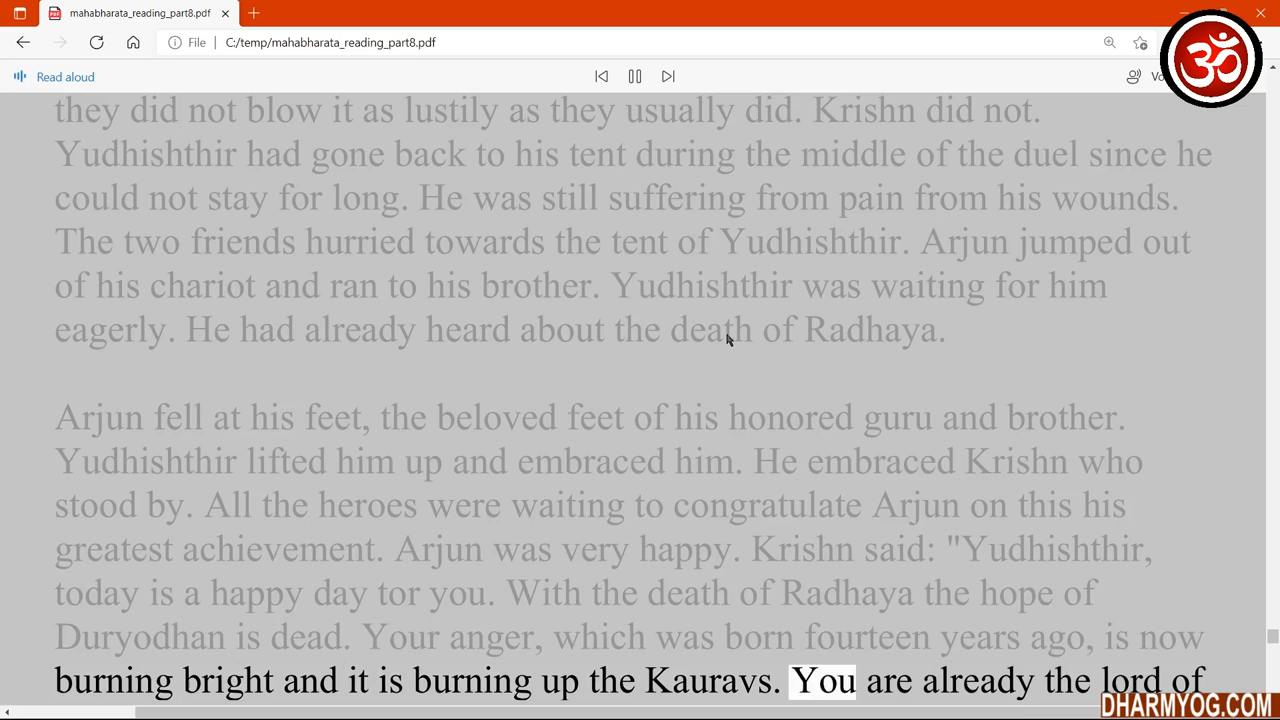 mahabharata_reading_part8.pdf
File
C:/temp/mahabharata_reading_part8.pdf
Read aloud
ॐ
they did not blow it as lustily as they usually did. Krishn did not.
Yudhishthir had gone back to his tent during the middle of the duel since he
could not stay for long. He was still suffering from pain from his wounds.
The two friends hurried towards the tent of Yudhishthir. Arjun jumped out
of his chariot and ran to his brother. Yudhishthir was waiting for him
eagerly. He had already heard about the death of Radhaya.
Arjun fell at his feet, the beloved feet of his honored guru and brother.
Yudhishthir lifted him up and embraced him. He embraced Krishn who
stood by. All the heroes were waiting to congratulate Arjun on this his
greatest achievement. Arjun was very happy. Krishn said: "Yudhishthir,
today is a happy day tor you. With the death of Radhaya the hope of
Duryodhan is dead. Your anger, which was born fourteen years ago, is now
burning bright and it is burning up the Kauravs. You are already the lord of
DHARMYOG.COM